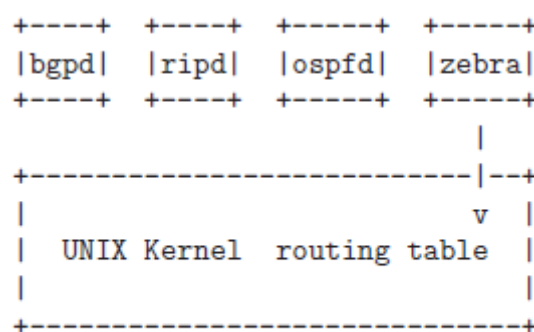 +----+  +----+  +-----+  +-----+
|bgpd|  |ripd|  |ospfd|  |zebra|
+----+  +----+  +-----+  +-----+
                            |
+---------------------------|--+
|                           v  |
|  UNIX Kernel  routing table  |
|                              |
+------------------------------+